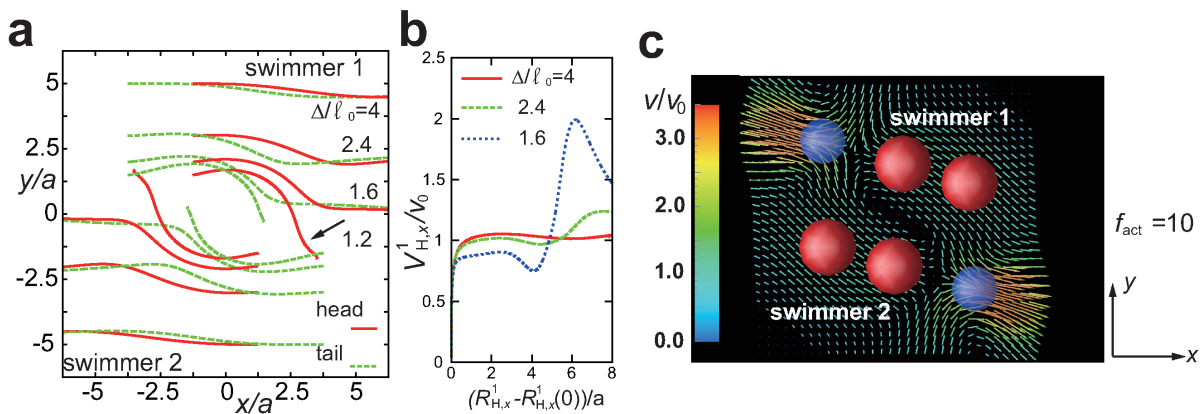 a
swimmer 1
Δ/ℓ₀=4
2.4
1.6
1.2
head
tail
swimmer 2
5
2.5
0
-2.5
-5
y/a
-5
-2.5
0
2.5
5
x/a
b
Δ/ℓ₀=4
2.4
1.6
2.5
2
1.5
1
0.5
0
V¹H,x/v₀
0
2
4
6
8
(R¹H,x-R¹H,x(0))/a
c
v/v₀
3.0
2.0
1.0
0.0
swimmer 1
swimmer 2
fact =10
y
x